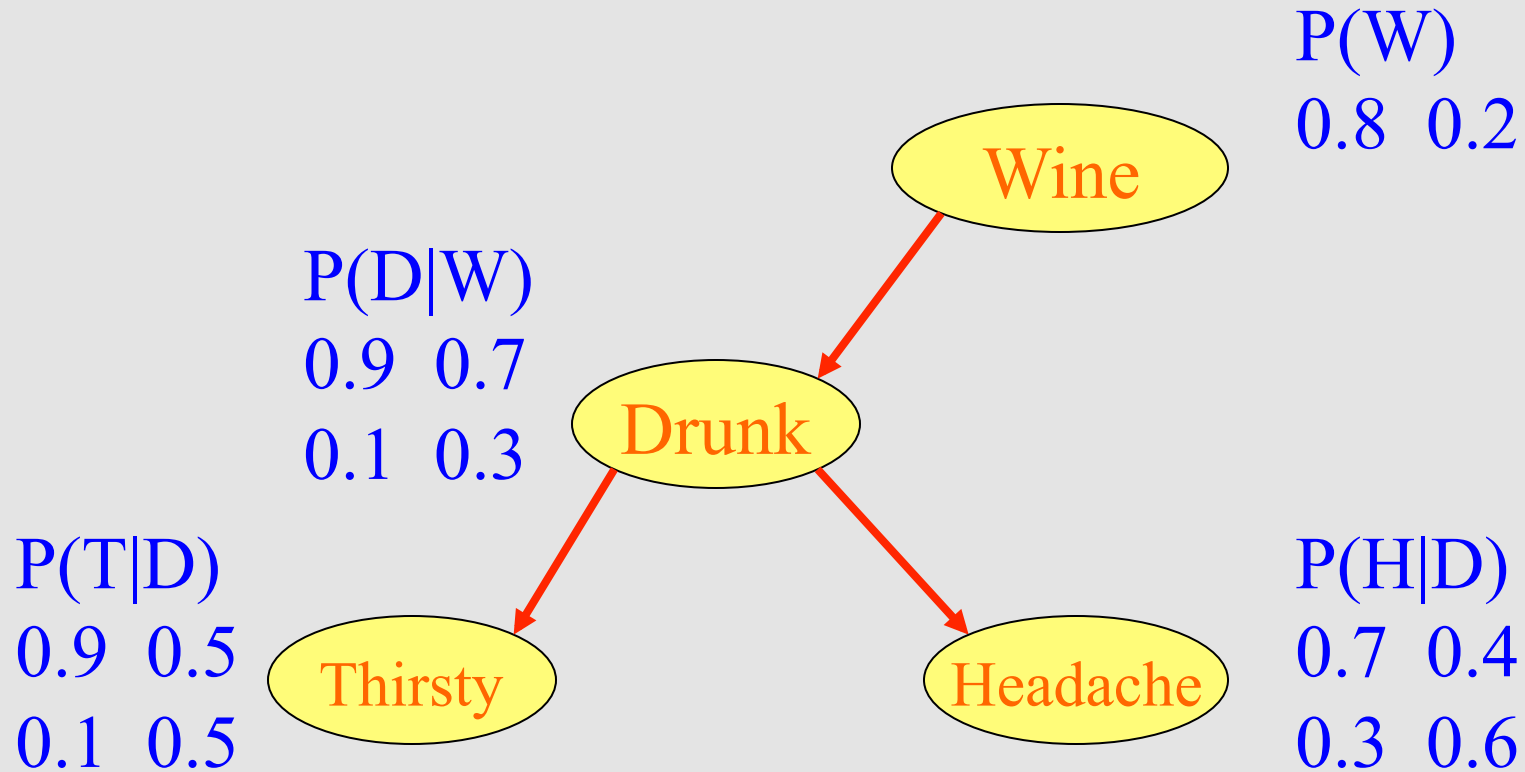 P(W)
0.8 0.2
Wine
P(D|W)
0.9 0.7
0.1 0.3
Drunk
P(T|D)
0.9 0.5
0.1 0.5
Thirsty
Headache
P(H|D)
0.7 0.4
0.3 0.6